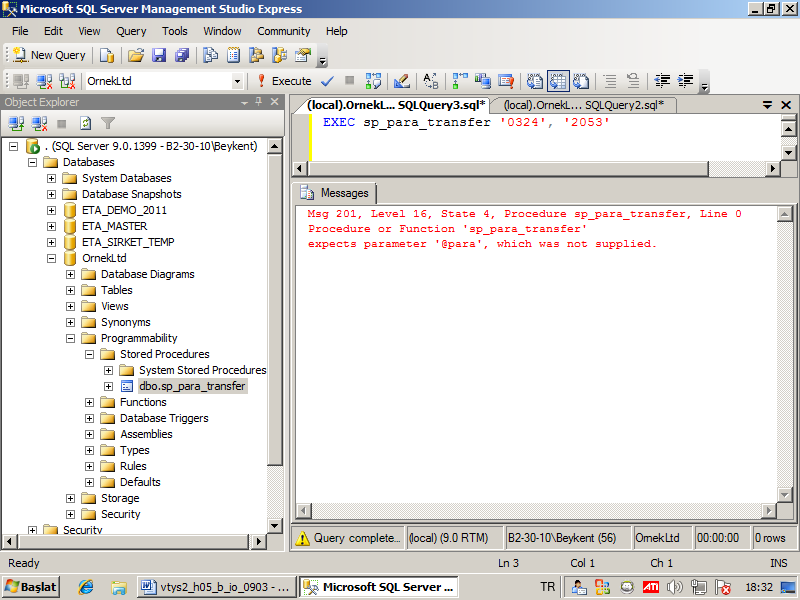 Microsoft SQL Server Management Studio Express
File Edit View Query Tools Window Community Help
New Query
OrnekLtd Execute
Object Explorer
. (SQL Server 9.0.1399 - B2-30-10\Beykent)
Databases
System Databases
Database Snapshots
ETA_DEMO_2011
ETA_MASTER
ETA_SIRKET_TEMP
OrnekLtd
Database Diagrams
Tables
Views
Synonyms
Programmability
Stored Procedures
System Stored Procedures
dbo.sp_para_transfer
Functions
Database Triggers
Assemblies
Types
Rules
Defaults
Storage
Security
Security
(local).OrnekL... SQLQuery3.sql* (local).OrnekL... SQLQuery2.sql*
EXEC sp_para_transfer '0324', '2053'
Messages
Msg 201, Level 16, State 4, Procedure sp_para_transfer, Line 0
Procedure or Function 'sp_para_transfer'
expects parameter '@para', which was not supplied.
Query complete... (local) (9.0 RTM) B2-30-10\Beykent (56) OrnekLtd 00:00:00 0 rows
Ready Ln 3 Col 1 Ch 1 INS
Başlat vtys2_h05_b_io_0903 - ... Microsoft SQL Server ... TR ATI 18:32